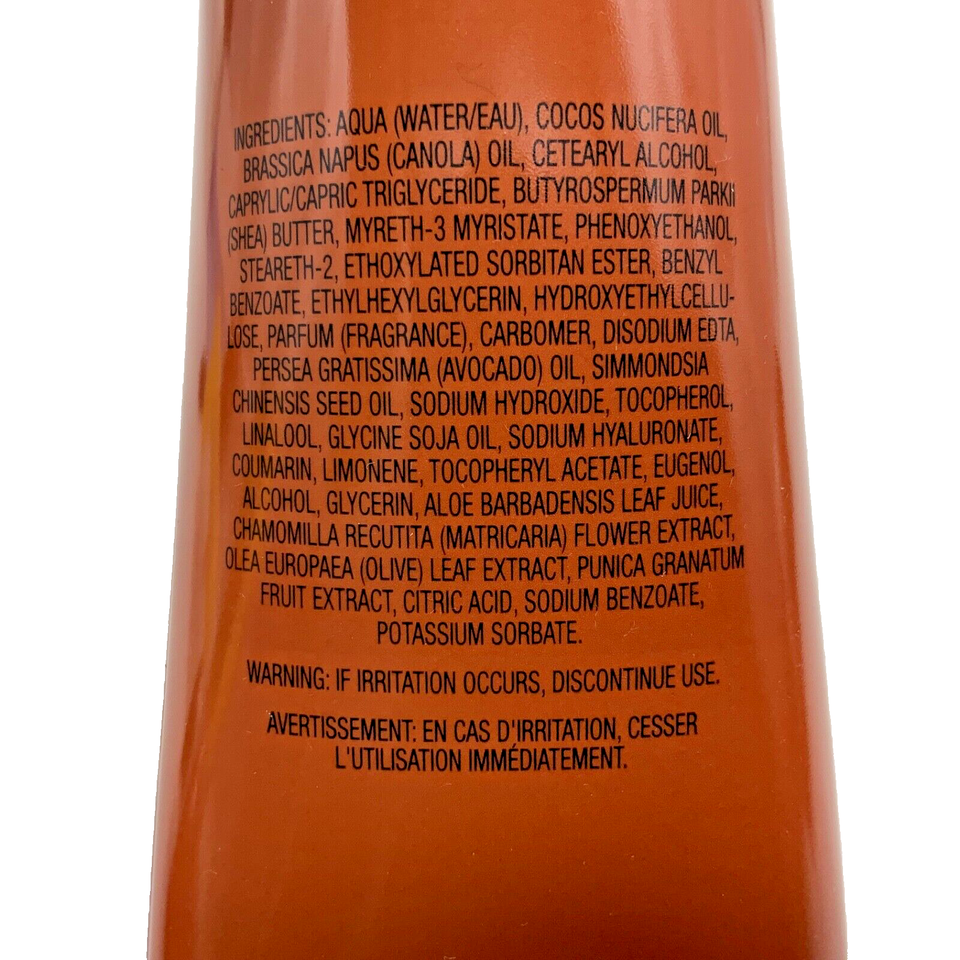 INGREDIENTS: AQUA (WATER/EAU), COCOS NUCIFERA OIL,
BRASSICA NAPUS (CANOLA) OIL, CETEARYL ALCOHOL,
CAPRYLIC/CAPRIC TRIGLYCERIDE, BUTYROSPERMUM PARKII
(SHEA) BUTTER, MYRETH-3 MYRISTATE, PHENOXYETHANOL,
STEARETH-2, ETHOXYLATED SORBITAN ESTER, BENZYL
BENZOATE, ETHYLHEXYLGLYCERIN, HYDROXYETHYLCELLU-
LOSE, PARFUM (FRAGRANCE), CARBOMER, DISODIUM EDTA,
PERSEA GRATISSIMA (AVOCADO) OIL, SIMMONDSIA
CHINENSIS SEED OIL, SODIUM HYDROXIDE, TOCOPHEROL,
LINALOOL, GLYCINE SOJA OIL, SODIUM HYALURONATE,
COUMARIN, LIMONENE, TOCOPHERYL ACETATE, EUGENOL,
ALCOHOL, GLYCERIN, ALOE BARBADENSIS LEAF JUICE,
CHAMOMILLA RECUTITA (MATRICARIA) FLOWER EXTRACT,
OLEA EUROPAEA (OLIVE) LEAF EXTRACT, PUNICA GRANATUM
FRUIT EXTRACT, CITRIC ACID, SODIUM BENZOATE,
POTASSIUM SORBATE.
WARNING: IF IRRITATION OCCURS, DISCONTINUE USE.
AVERTISSEMENT: EN CAS D'IRRITATION, CESSER
L'UTILISATION IMMÉDIATEMENT.